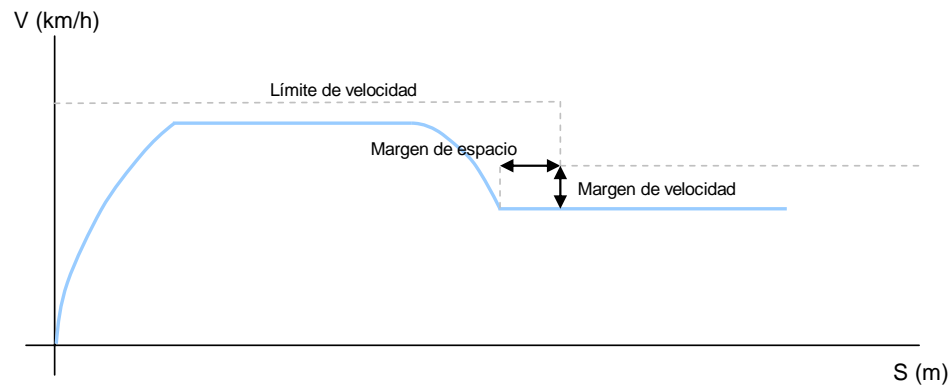 V (km/h)
Límite de velocidad
Margen de espacio
Margen de velocidad
S (m)